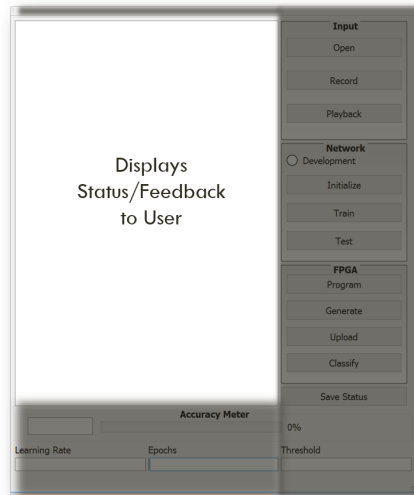 Displays
Status/Feedback
to User
Input
Open
Record
Playback
Network
Development
Initialize
Train
Test
FPGA
Program
Generate
Upload
Classify
Save Status
Accuracy Meter
0%
Learning Rate
Epochs
Threshold